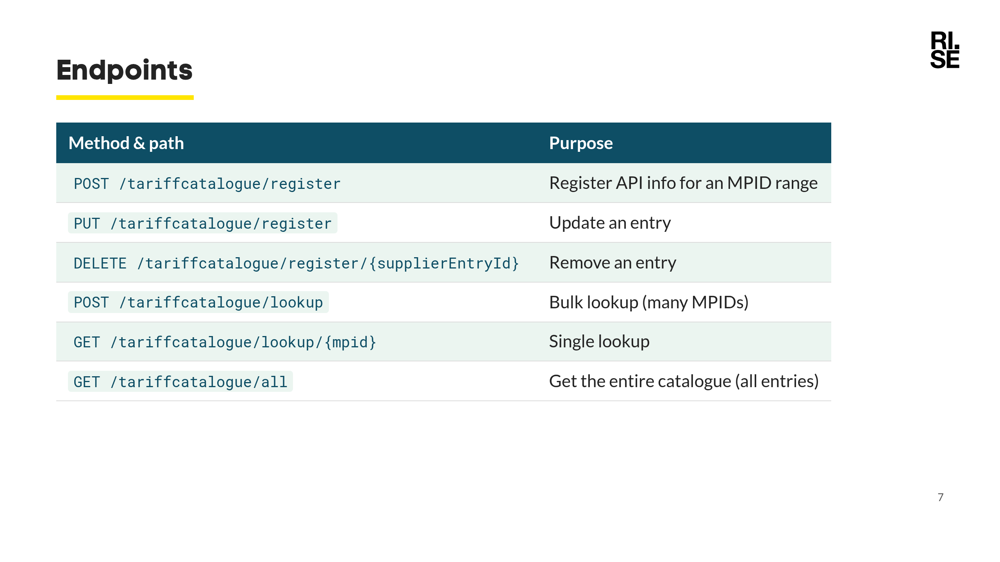 RI.
SE
Endpoints
Method & path Purpose
POST /tariffcatalogue/register Register API info for an MPID range
PUT /tariffcatalogue/register Update an entry
DELETE /tariffcatalogue/register/{supplierEntryId} Remove an entry
POST /tariffcatalogue/lookup Bulk lookup (many MPIDs)
GET /tariffcatalogue/lookup/{mpid} Single lookup
GET /tariffcatalogue/all Get the entire catalogue (all entries)
7